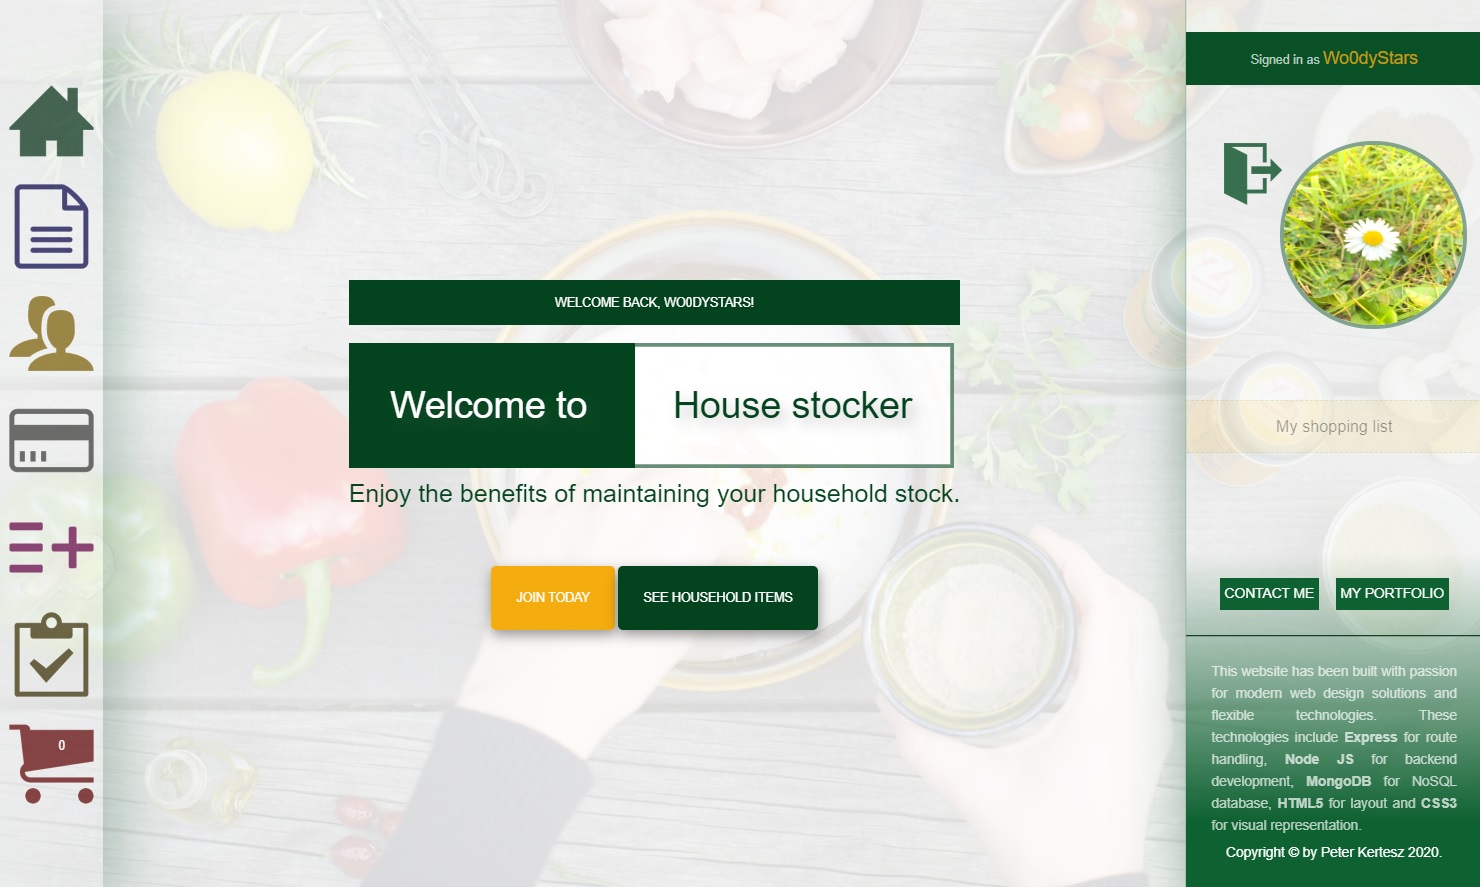 Signed in as Wo0dyStars
WELCOME BACK, WO0DYSTARS!
Welcome to House stocker
Enjoy the benefits of maintaining your household stock.
JOIN TODAY SEE HOUSEHOLD ITEMS
0
My shopping list
CONTACT ME MY PORTFOLIO
This website has been built with passion
for modern web design solutions and
flexible technologies. These
technologies include Express for route
handling, Node JS for backend
development, MongoDB for NoSQL
database, HTML5 for layout and CSS3
for visual representation.
Copyright © by Peter Kertesz 2020.